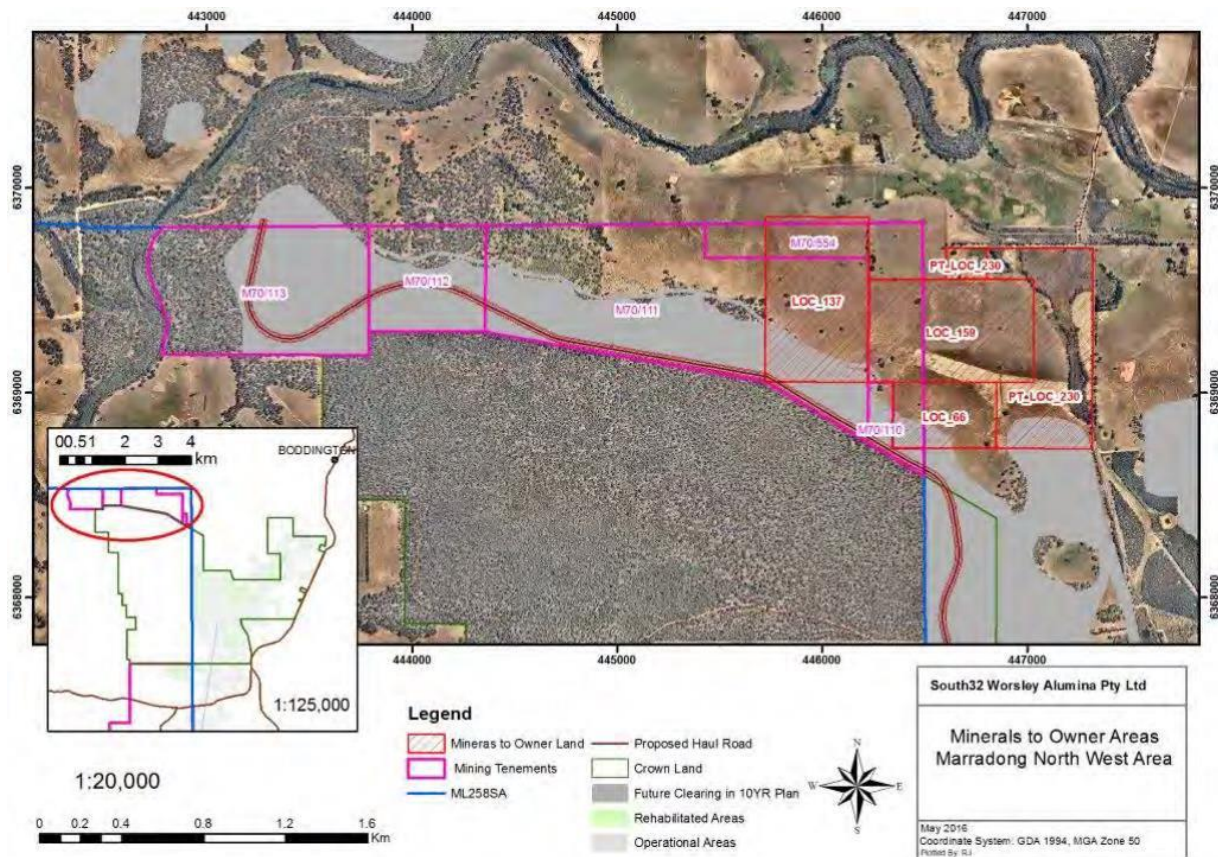 443000 444000 445000 446000 447000
6370000 6370000
M70/554
PT_LOC_230
M70/113
M70/112
M70/111
LOC_137
LOC_159
6369000 6369000
PT_LOC_230
LOC_66
M70/110
00.51 2 3 4
km
BODDINGTON
1:125,000
6368000 6368000
444000 445000 446000 447000
1:20,000
0 0.2 0.4 0.8 1.2 1.6
Km
Legend
Mineras to Owner Land
Mining Tenements
ML258SA
Proposed Haul Road
Crown Land
Future Clearing in 10YR Plan
Rehabilitated Areas
Operational Areas
N
W E
S
South32 Worsley Alumina Pty Ltd
Minerals to Owner Areas
Marradong North West Area
May 2016
Coordinate System: GDA 1994, MGA Zone 50
Plotted By: RJ